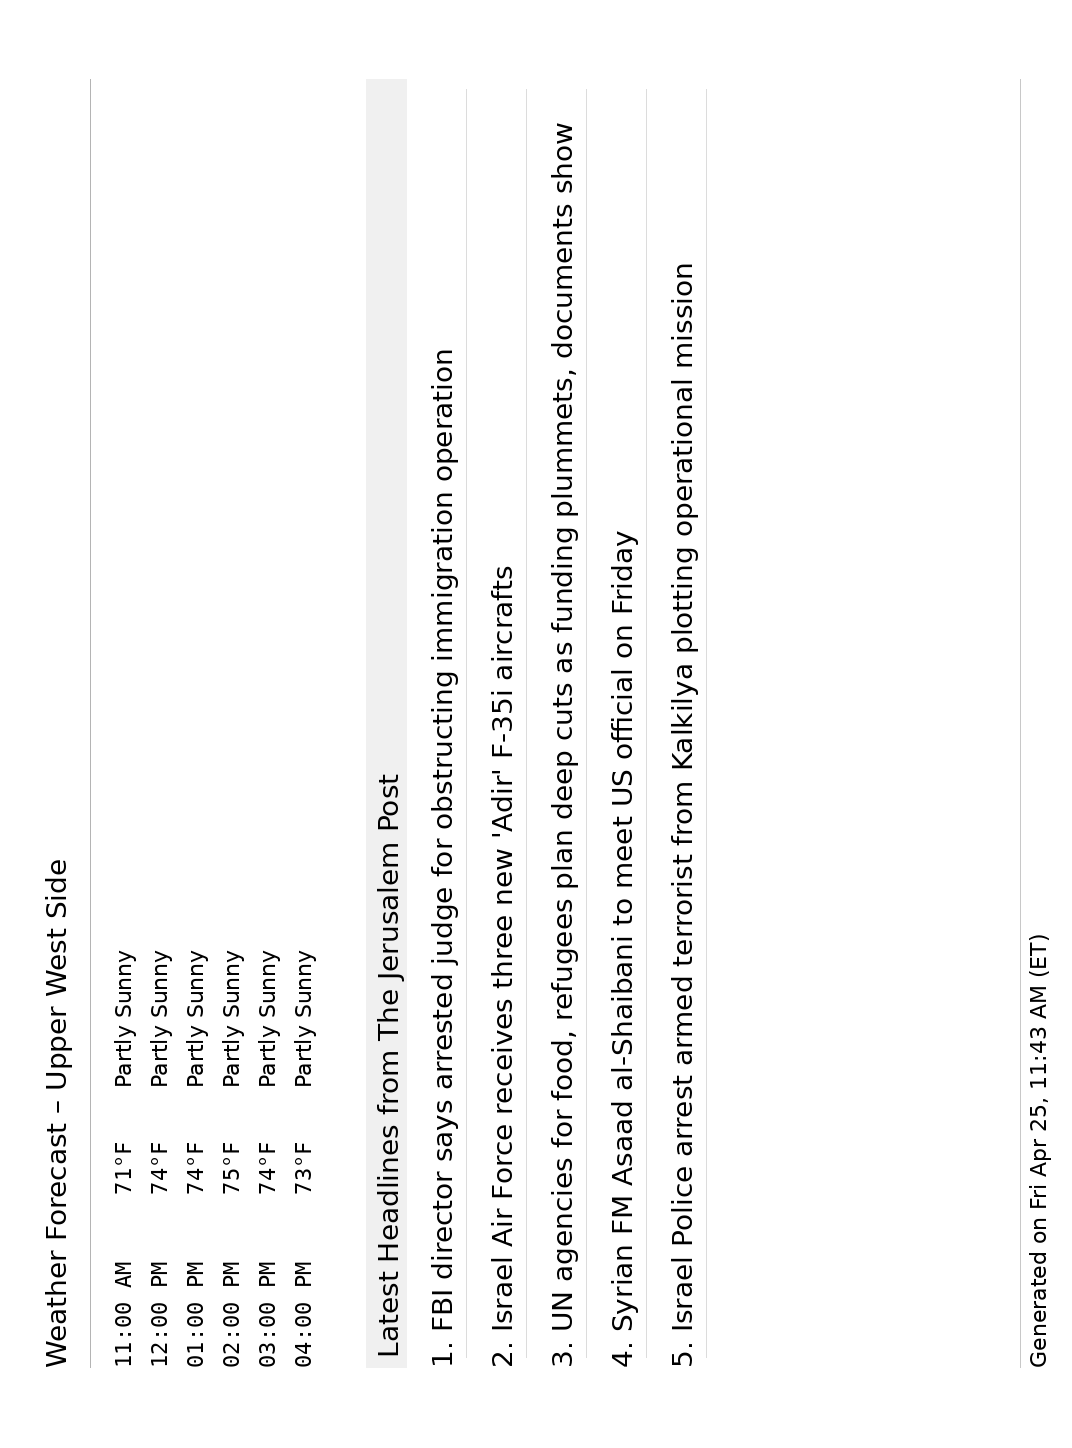 Weather Forecast – Upper West Side
11:00 AM 71°F Partly Sunny
12:00 PM 74°F Partly Sunny
01:00 PM 74°F Partly Sunny
02:00 PM 75°F Partly Sunny
03:00 PM 74°F Partly Sunny
04:00 PM 73°F Partly Sunny
Latest Headlines from The Jerusalem Post
1. FBI director says arrested judge for obstructing immigration operation
2. Israel Air Force receives three new 'Adir' F-35i aircrafts
3. UN agencies for food, refugees plan deep cuts as funding plummets, documents show
4. Syrian FM Asaad al-Shaibani to meet US official on Friday
5. Israel Police arrest armed terrorist from Kalkilya plotting operational mission
Generated on Fri Apr 25, 11:43 AM (ET)